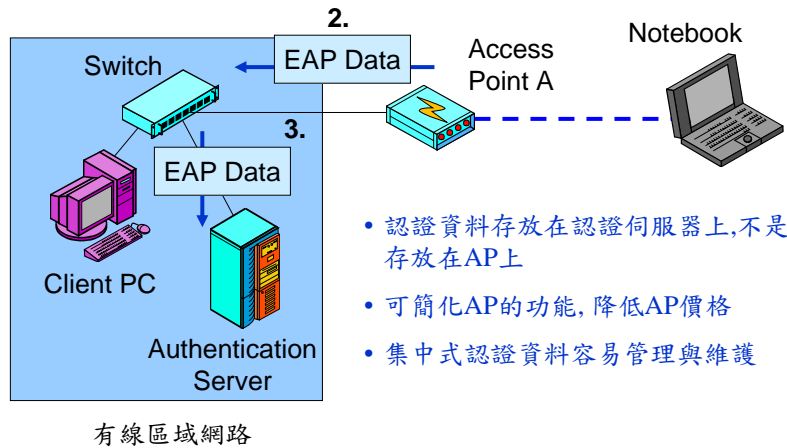 2.
EAP Data
Switch
Access
Point A
Notebook
3.
EAP Data
Client PC
Authentication
Server
• 認證資料存放在認證伺服器上,不是
存放在AP上
• 可簡化AP的功能, 降低AP價格
• 集中式認證資料容易管理與維護
有線區域網路